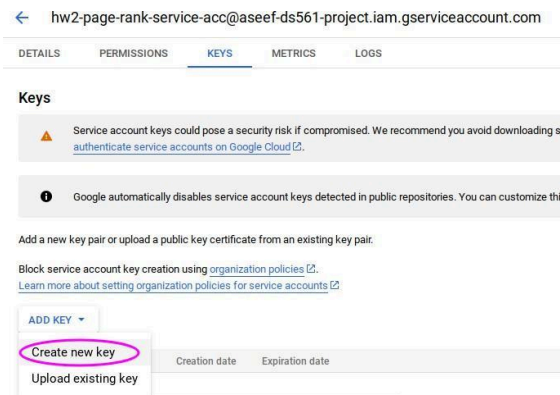 hw2-page-rank-service-acc@aseef-ds561-project.iam.gserviceaccount.com
DETAILS PERMISSIONS KEYS METRICS LOGS
Keys
Service account keys could pose a security risk if compromised. We recommend you avoid downloading s
authenticate service accounts on Google Cloud.
Google automatically disables service account keys detected in public repositories. You can customize thi
Add a new key pair or upload a public key certificate from an existing key pair.
Block service account key creation using organization policies.
Learn more about setting organization policies for service accounts
ADD KEY
Create new key
Creation date Expiration date
Upload existing key